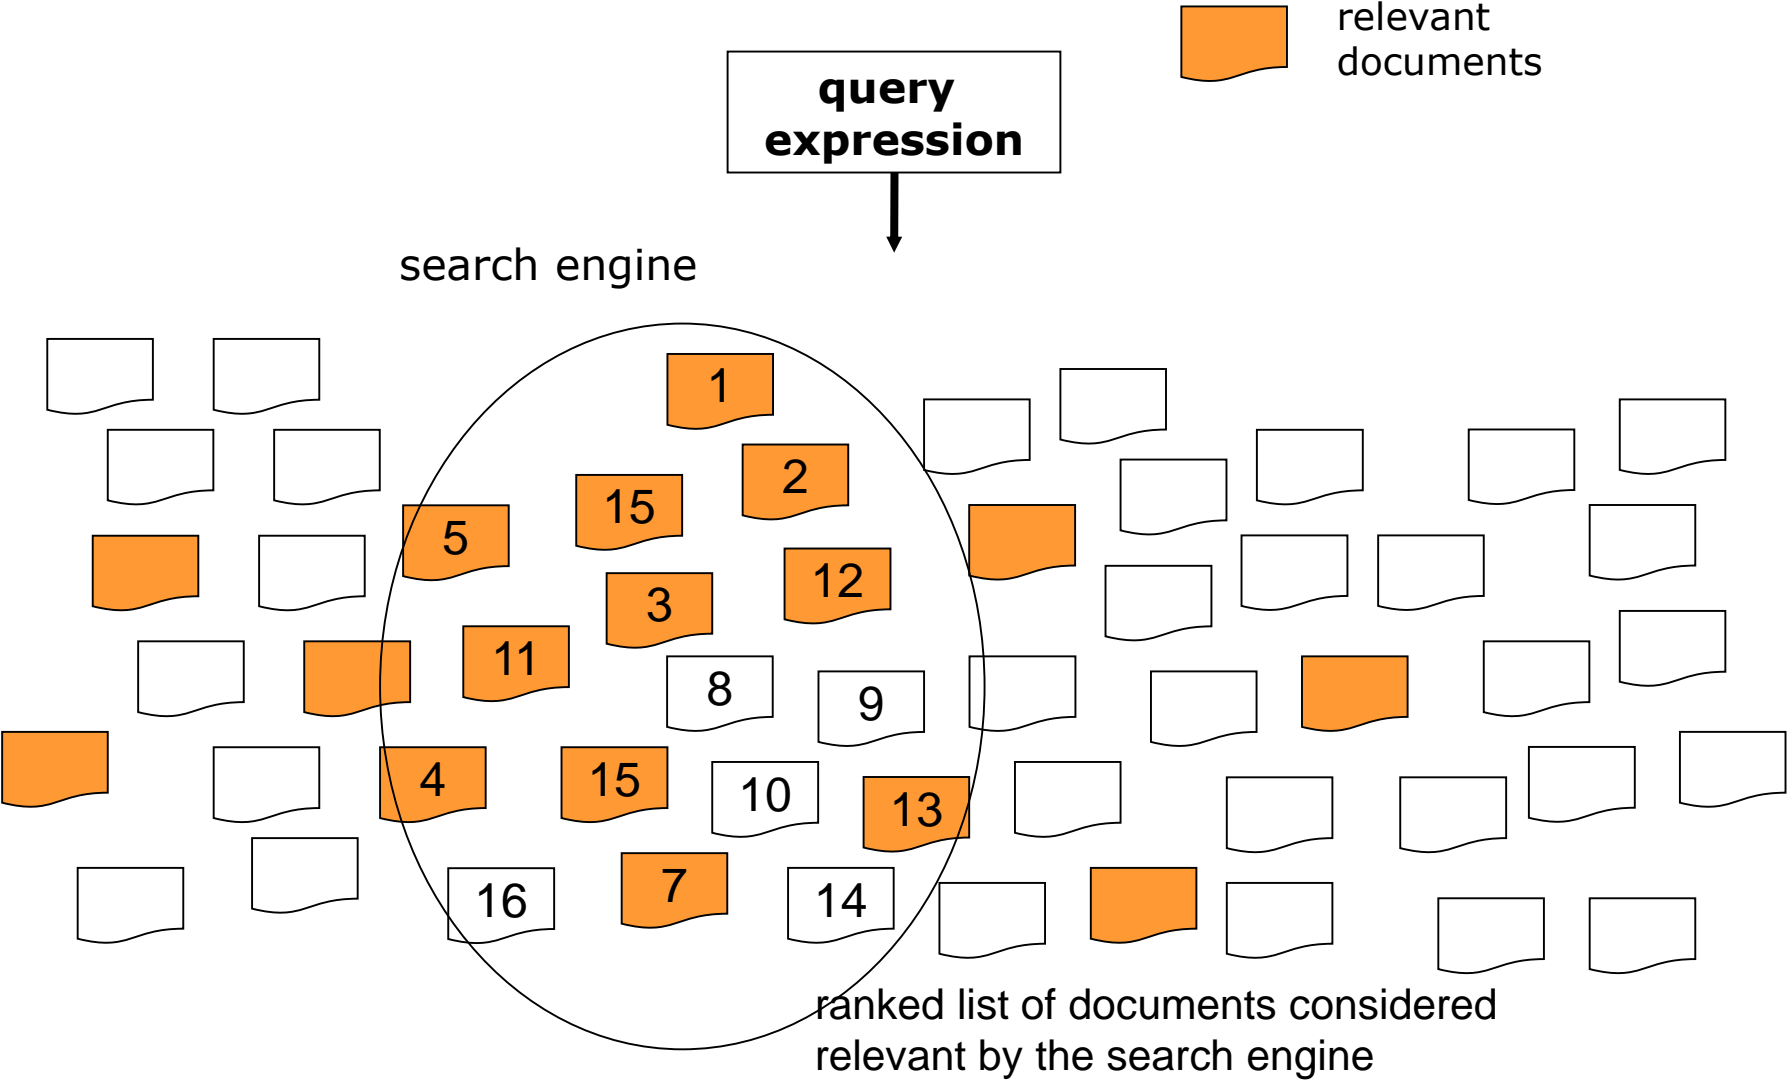 relevant
documents
query
expression
search engine
1
2
15
5
12
3
11
8
9
4
15
10
13
7
16
14
ranked list of documents considered
relevant by the search engine